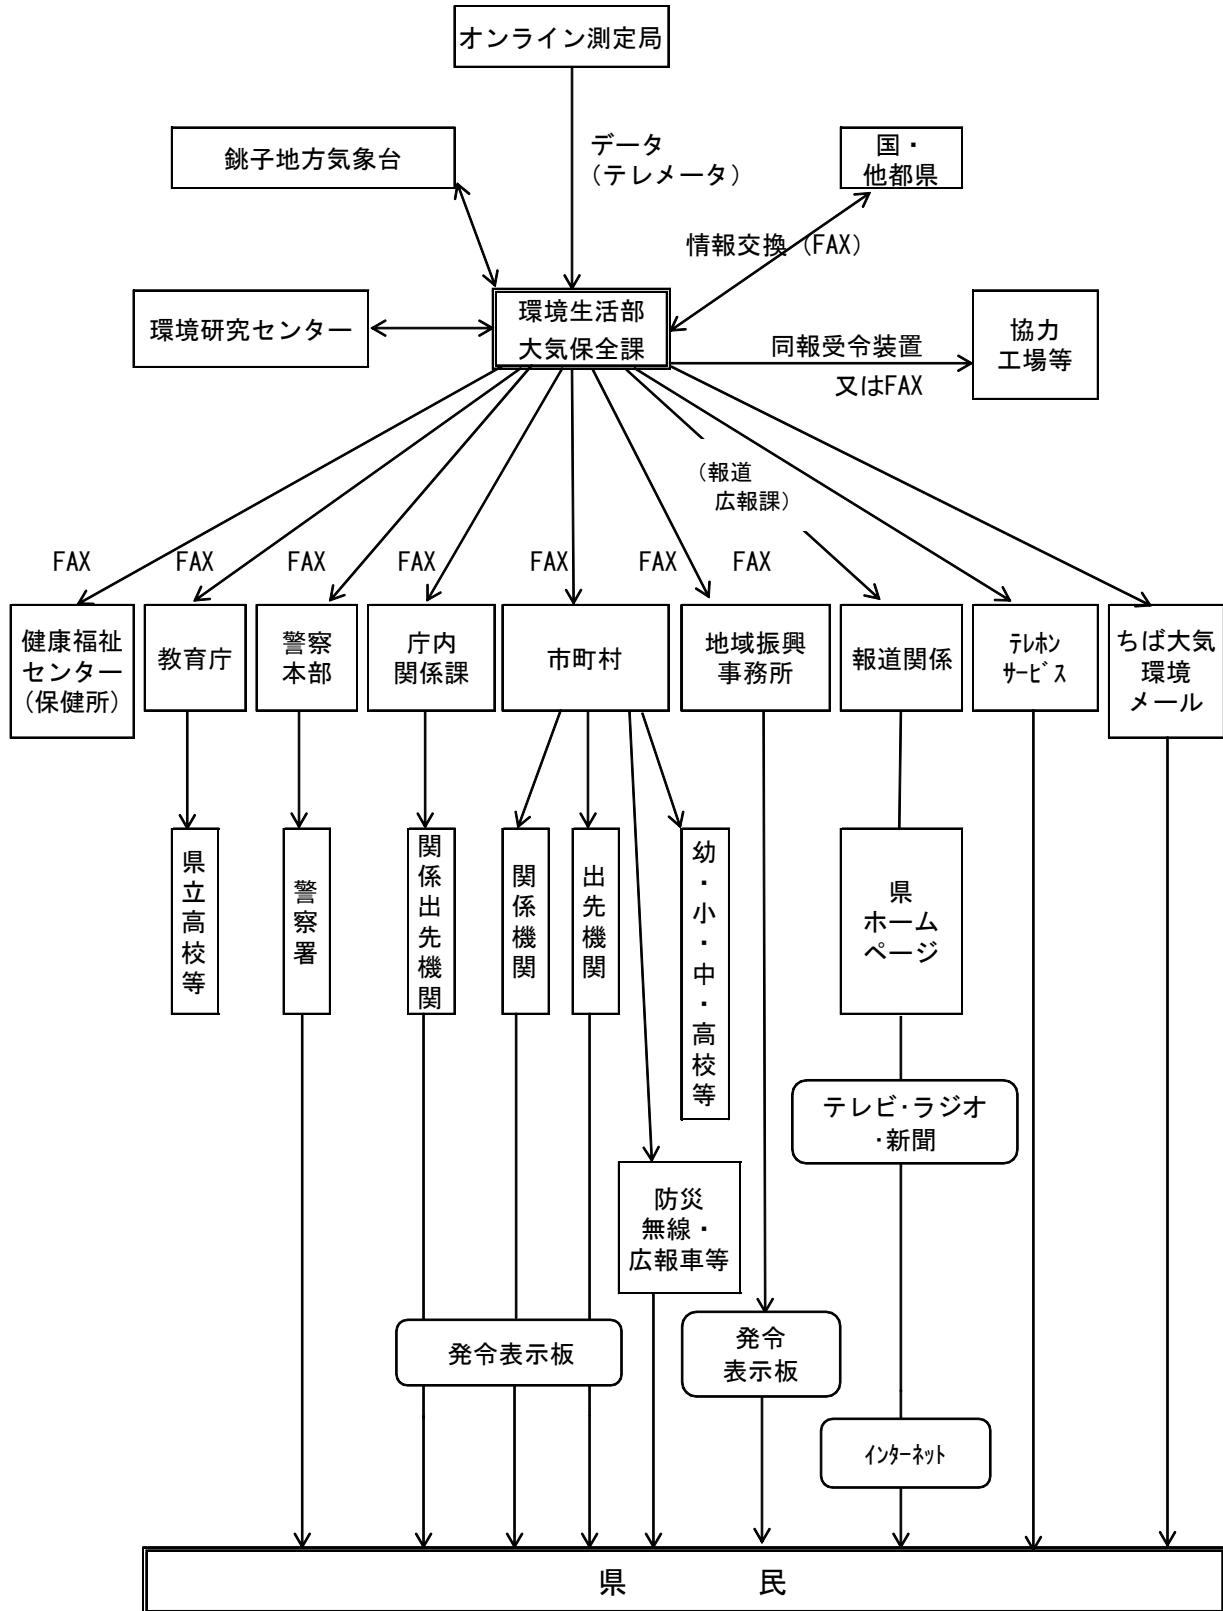 オンライン測定局
銚子地方気象台
データ
（テレメータ）
国・
他都県
情報交換（FAX）
環境研究センター
環境生活部
大気保全課
同報受令装置
又はFAX
協力
工場等
（報道
広報課）
FAX
FAX
FAX
FAX
FAX
FAX
FAX
健康福祉
センター
（保健所）
教育庁
警察
本部
庁内
関係課
市町村
地域振興
事務所
報道関係
ﾃﾚﾎﾝ
ｻｰﾋﾞｽ
ちば大気
環境
メール
県立高校等
警察署
関係出先機関
関係機関
出先機関
幼・小・中・高校等
県
ホーム
ページ
テレビ・ラジオ
・新聞
防災
無線・
広報車等
発令表示板
発令
表示板
ｲﾝﾀｰﾈｯﾄ
県　民